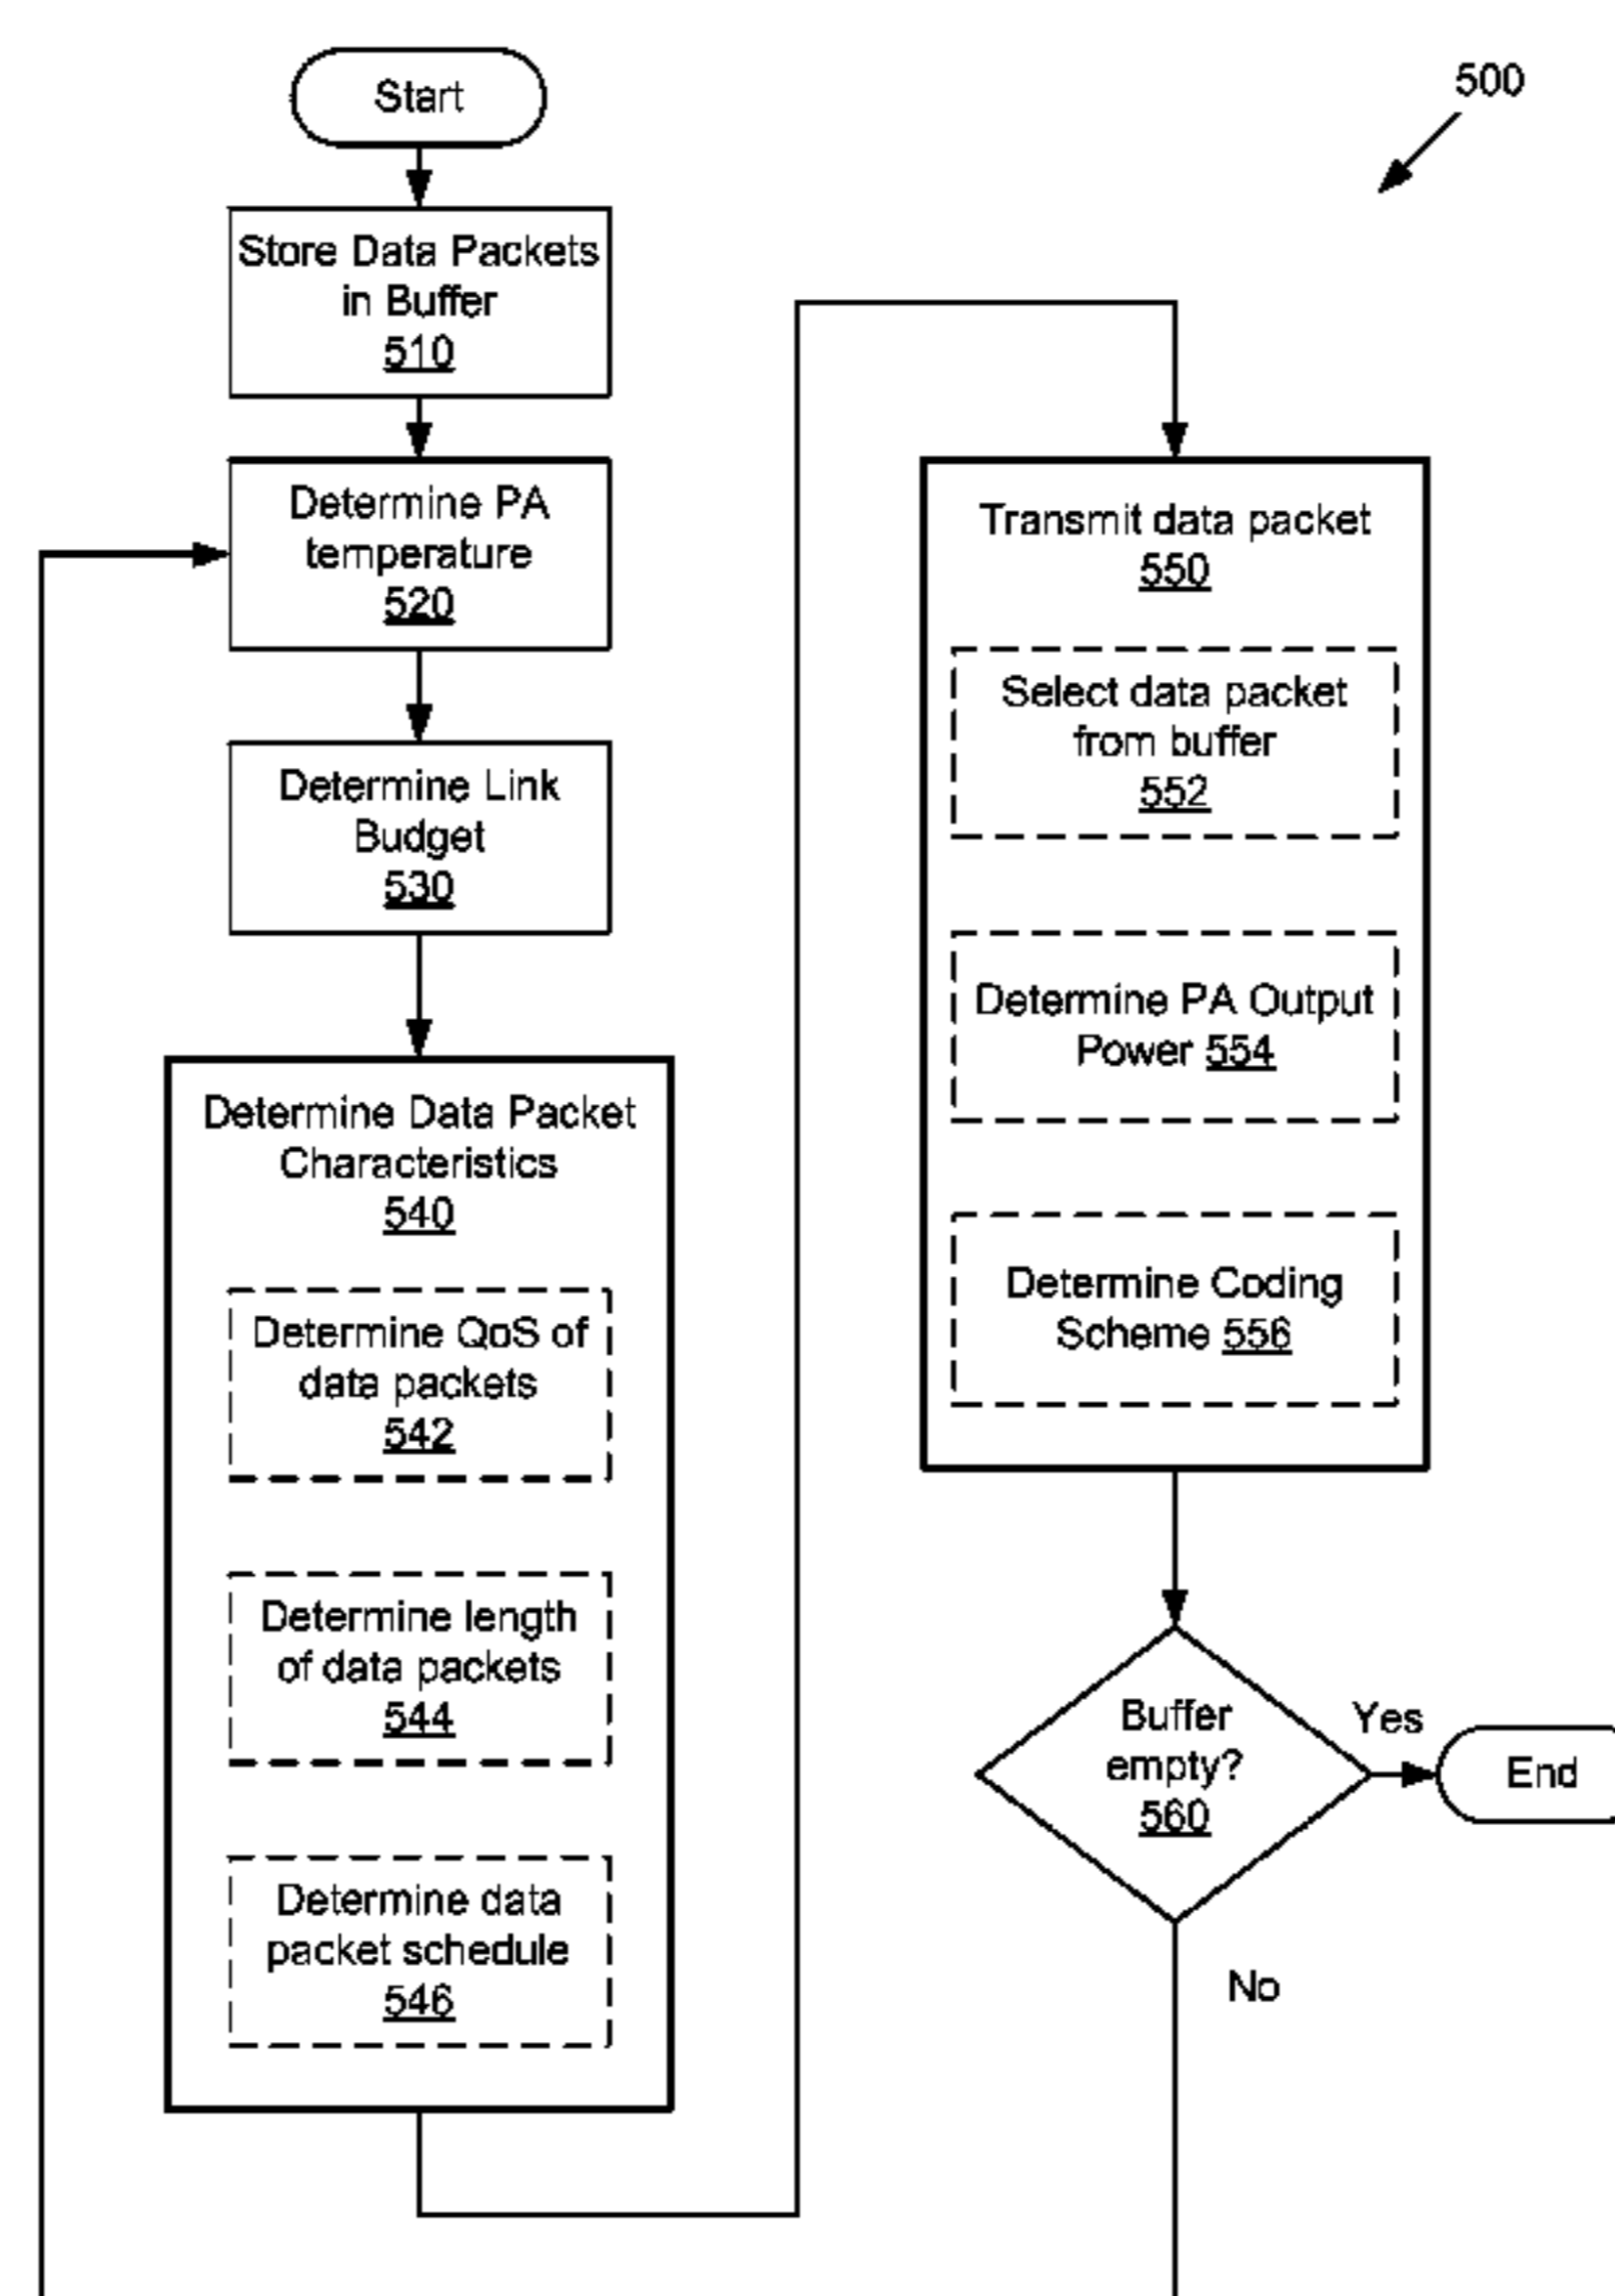 500
Start
Store Data Packets
in Buffer
510
Determine PA
temperature
520
Determine Link
Budget
530
Determine Data Packet
Characteristics
540
Determine QoS of
data packets
542
Determine length
of data packets
544
Determine data
packet schedule
546
Transmit data packet
550
Select data packet
from buffer
552
Determine PA Output
Power 554
Determine Coding
Scheme 556
Buffer
empty?
560
Yes
End
No